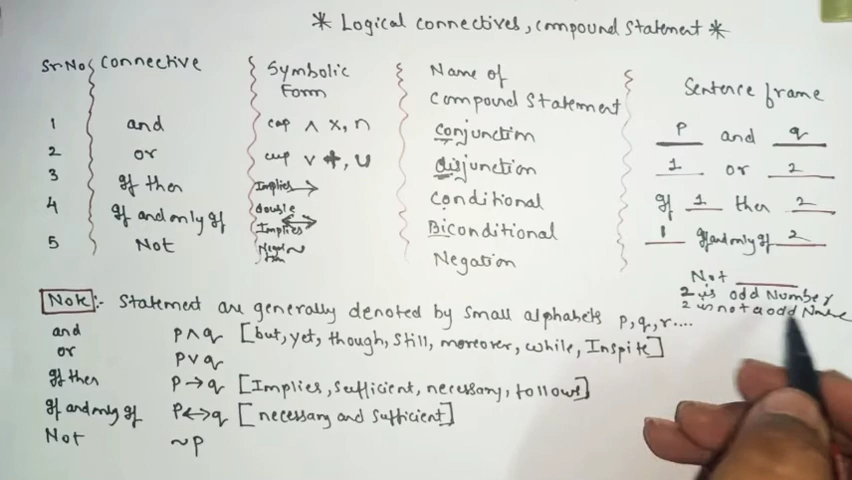 * Logical connectives, compound statement *
Sr.No connective Symbolic Form Name of compound statement Sentence frame
1 and cap ∧ x, ∩ conjunction p and q
2 or cup ∨ +, ∪ disjunction 1 or 2
3 If then Implies → Conditional If 1 then 2
4 If and only If double Implies ↔ Biconditional 1 If and only If 2
5 Not ~ Negation Not
2 is odd Number
2 is not a odd
Note :- Statement are generally denoted by small alphabets p, q, r....
and p∧q [but, yet, though, still, moreover, while, Inspite]
or p∨q
If then p→q [Implies, sufficient, necessary, follows]
If and only If p↔q [necessary and sufficient]
Not ~p